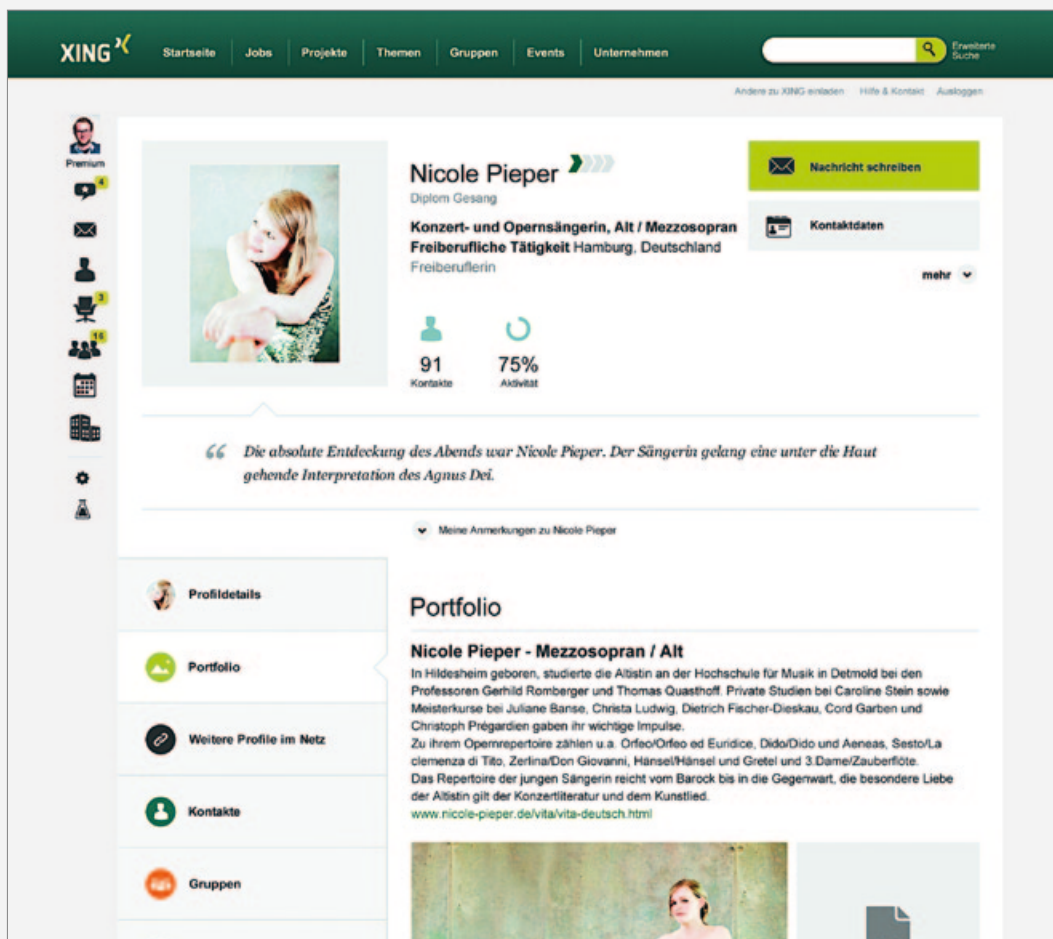 XING
Startseite
Jobs
Projekte
Themen
Gruppen
Events
Unternehmen
Erweiterte
Suche
Andere zu XING einladen
Hilfe & Kontakt
Ausloggen
Premium
4
3
16
Nicole Pieper
Diplom Gesang
Konzert- und Opernsängerin, Alt / Mezzosopran
Freiberufliche Tätigkeit Hamburg, Deutschland
Freiberuflerin
Nachricht schreiben
Kontaktdaten
mehr
91
Kontakte
75%
Aktivität
“ Die absolute Entdeckung des Abends war Nicole Pieper. Der Sängerin gelang eine unter die Haut
gehende Interpretation des Agnus Dei.
Meine Anmerkungen zu Nicole Pieper
Profildetails
Portfolio
Weitere Profile im Netz
Kontakte
Gruppen
Portfolio
Nicole Pieper - Mezzosopran / Alt
In Hildesheim geboren, studierte die Altistin an der Hochschule für Musik in Detmold bei den
Professoren Gerhild Romberger und Thomas Quasthoff. Private Studien bei Caroline Stein sowie
Meisterkurse bei Juliane Banse, Christa Ludwig, Dietrich Fischer-Dieskau, Cord Garben und
Christoph Prégardien gaben ihr wichtige Impulse.
Zu ihrem Opernrepertoire zählen u.a. Orfeo/Orfeo ed Euridice, Dido/Dido und Aeneas, Sesto/La
clemenza di Tito, Zerlina/Don Giovanni, Hänsel/Hänsel und Gretel und 3.Dame/Zauberflöte.
Das Repertoire der jungen Sängerin reicht vom Barock bis in die Gegenwart, die besondere Liebe
der Altistin gilt der Konzertliteratur und dem Kunstlied.
www.nicole-pieper.de/vita/vita-deutsch.html